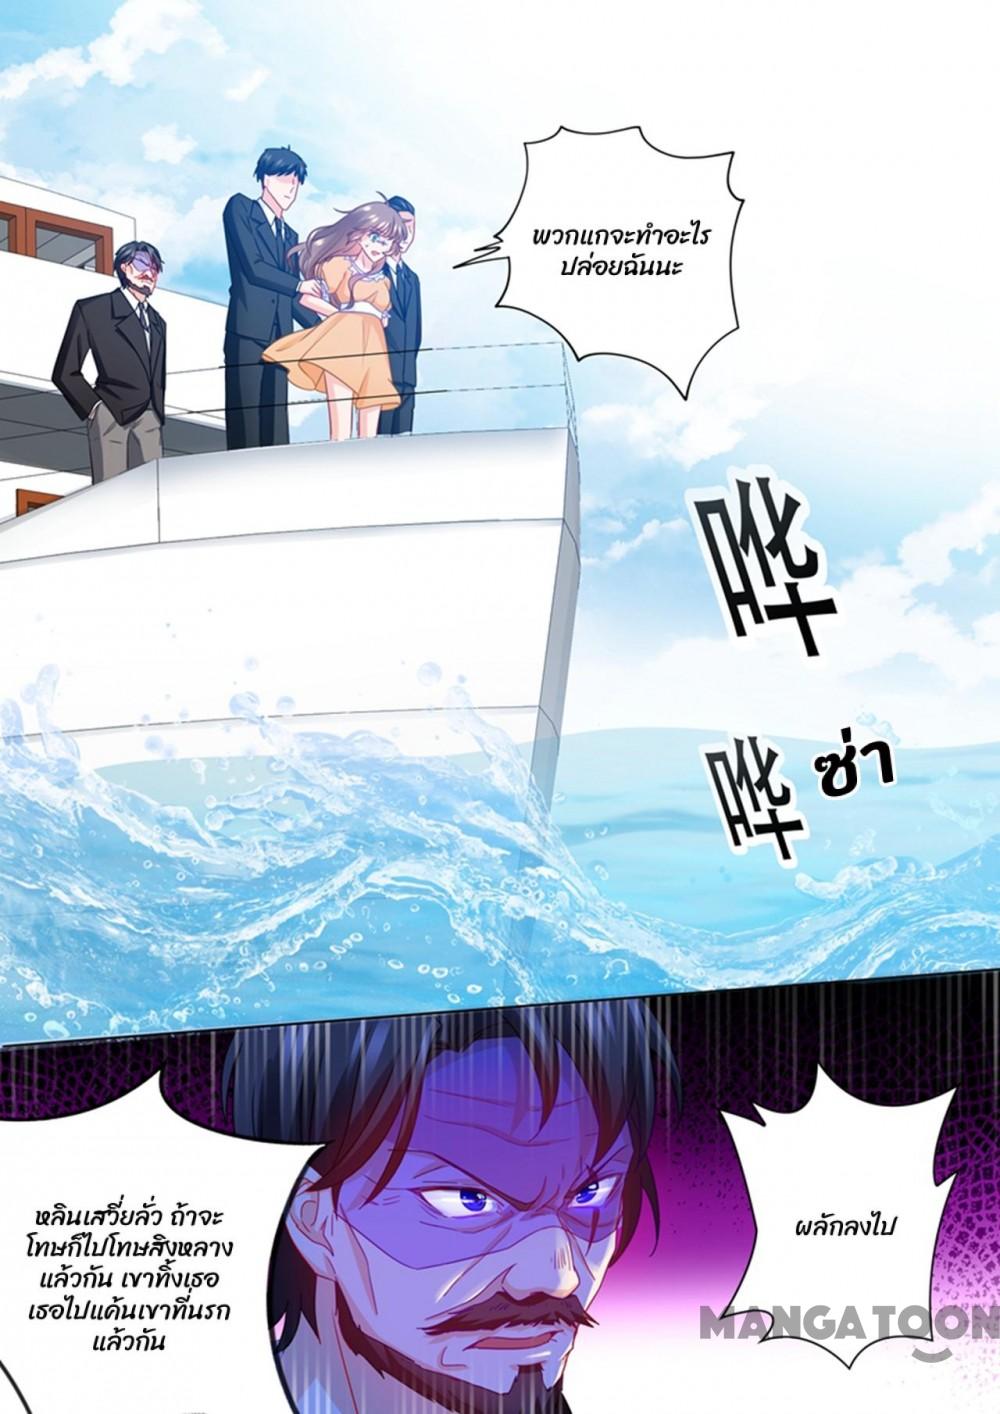 พวกแกจะทำอะไร
ปล่อยฉันนะ
哗
哗
ซ่า
หลินเสวี่ยลั่ว ถ้าจะ
โทษก็ไปโทษสิงหลาง
แล้วกัน เขาทิ้งเธอ
เธอไปแค้นเขาที่นรก
แล้วกัน
ผลักลงไป
MANGATOON